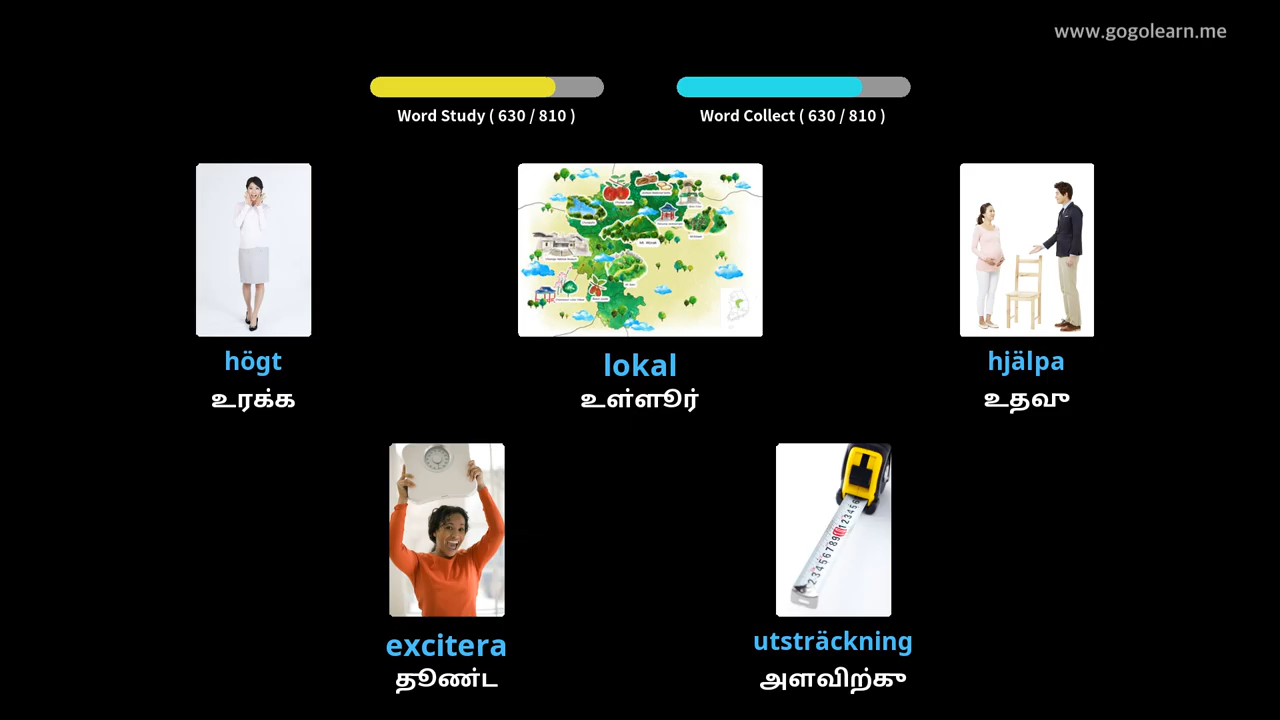 www.gogolearn.me
Word Study ( 630 / 810 )
Word Collect ( 630 / 810 )
högt
உரக்க
lokal
உள்ளூர்
hjälpa
உதவு
excitera
தூண்ட
utsträckning
அளவிற்கு